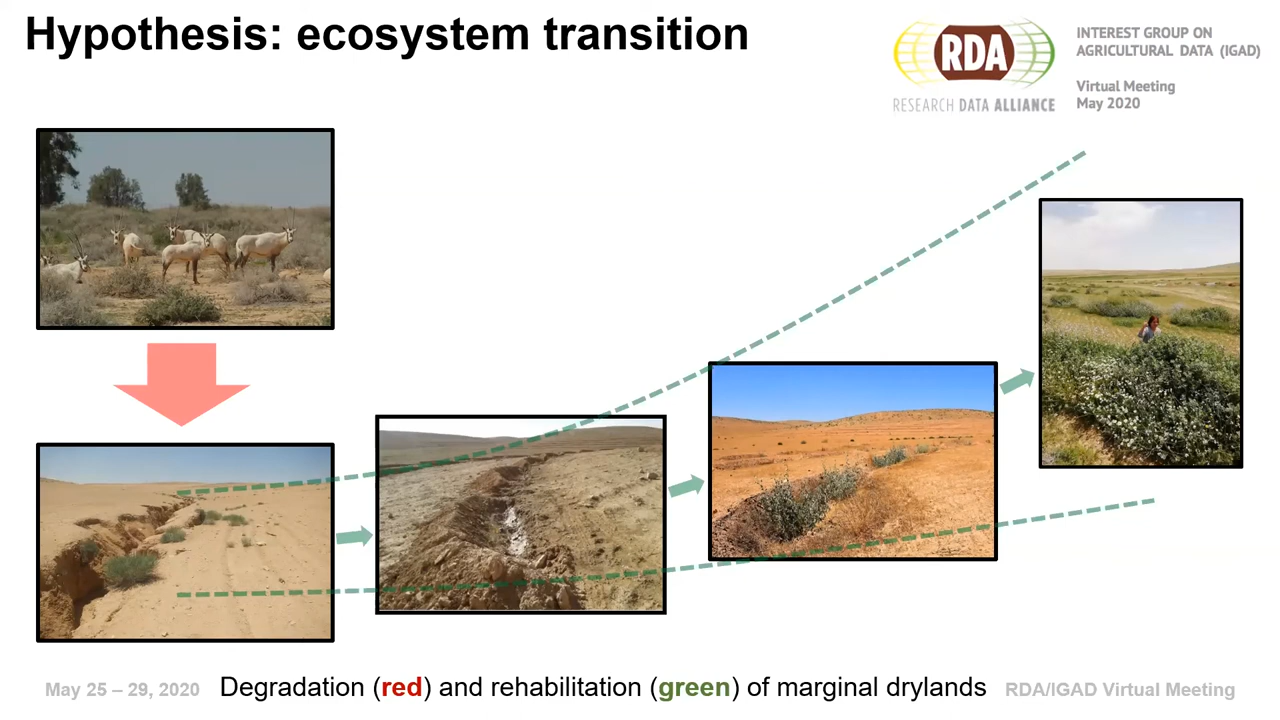 Hypothesis: ecosystem transition
RDA
RESEARCH DATA ALLIANCE
INTEREST GROUP ON
AGRICULTURAL DATA (IGAD)
Virtual Meeting
May 2020
May 25 – 29, 2020
Degradation (red) and rehabilitation (green) of marginal drylands
RDA/IGAD Virtual Meeting